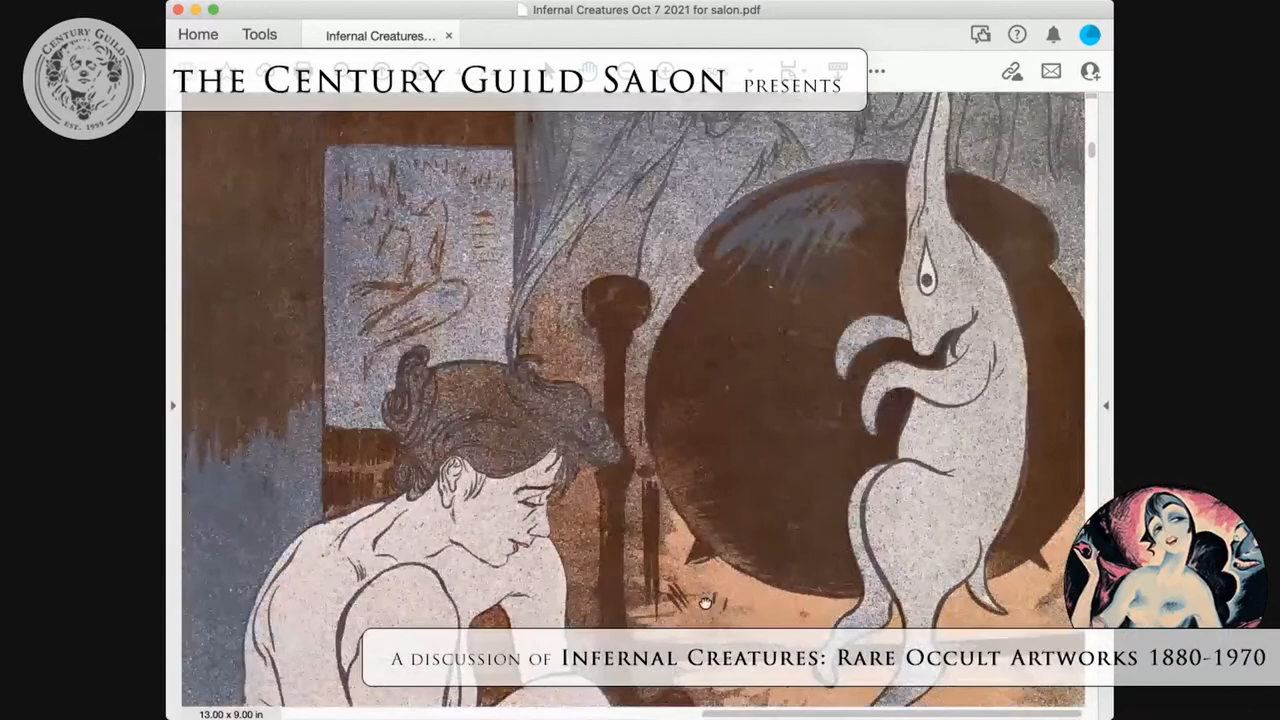 Infernal Creatures Oct 7 2021 for salon.pdf
Home Tools Infernal Creatures... ×
CENTURY GUILD
EST. 1999
THE CENTURY GUILD SALON PRESENTS
A DISCUSSION OF INFERNAL CREATURES: RARE OCCULT ARTWORKS 1880-1970
13.00 x 9.00 in